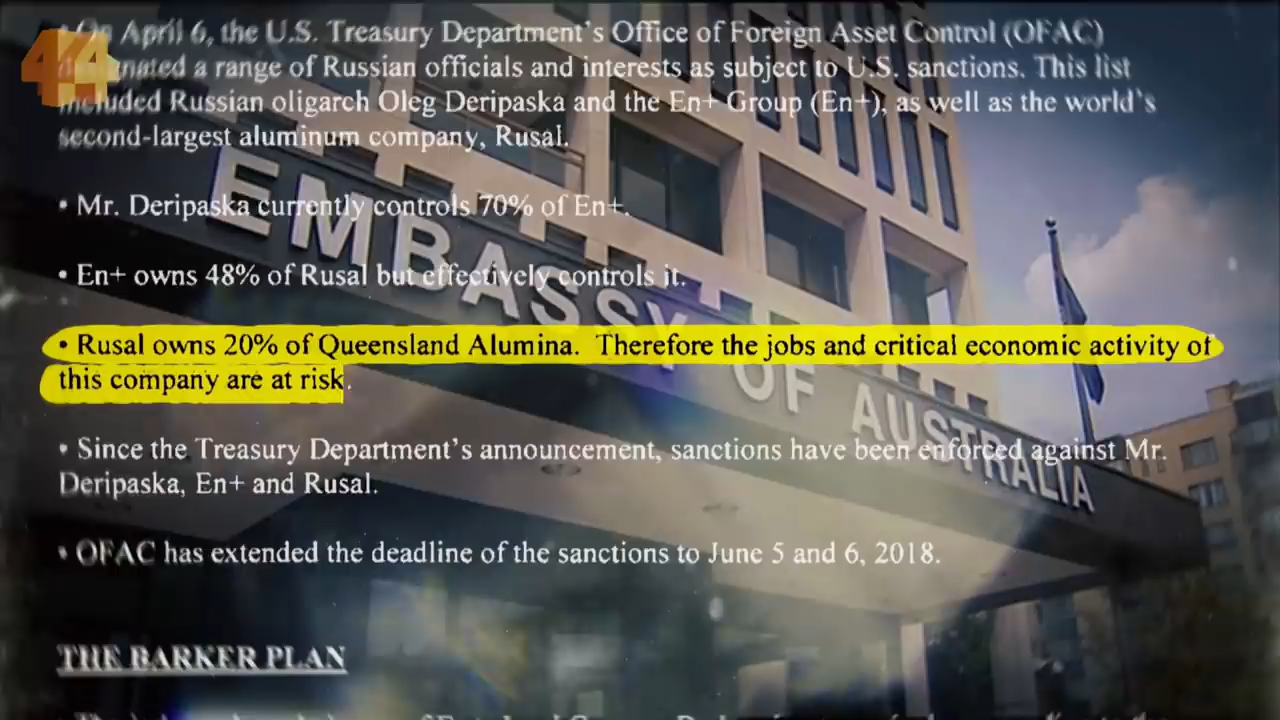 44
• On April 6, the U.S. Treasury Department's Office of Foreign Asset Control (OFAC)
designated a range of Russian officials and interests as subject to U.S. sanctions. This list
included Russian oligarch Oleg Deripaska and the En+ Group (En+), as well as the world's
second-largest aluminum company, Rusal.
• Mr. Deripaska currently controls 70% of En+.
• En+ owns 48% of Rusal but effectively controls it.
• Rusal owns 20% of Queensland Alumina. Therefore the jobs and critical economic activity of
this company are at risk.
• Since the Treasury Department's announcement, sanctions have been enforced against Mr.
Deripaska, En+ and Rusal.
• OFAC has extended the deadline of the sanctions to June 5 and 6, 2018.
THE BARKER PLAN
EMBASSY OF AUSTRALIA